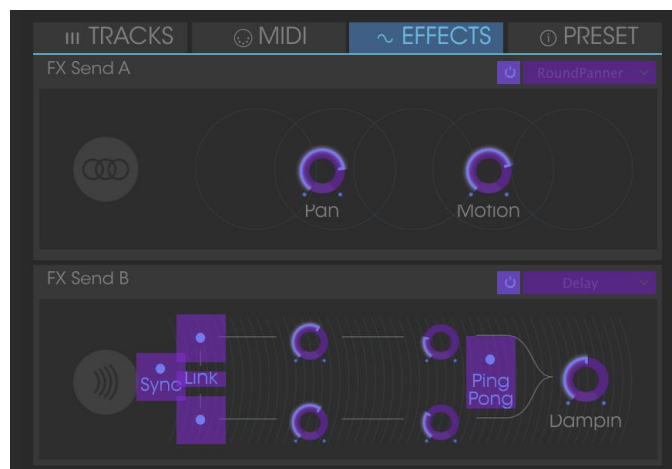 TRACKS
MIDI
EFFECTS
PRESET
FX Send A
RoundPanner
Pan
Motion
FX Send B
Delay
Sync
Link
Ping
Pong
Dampin